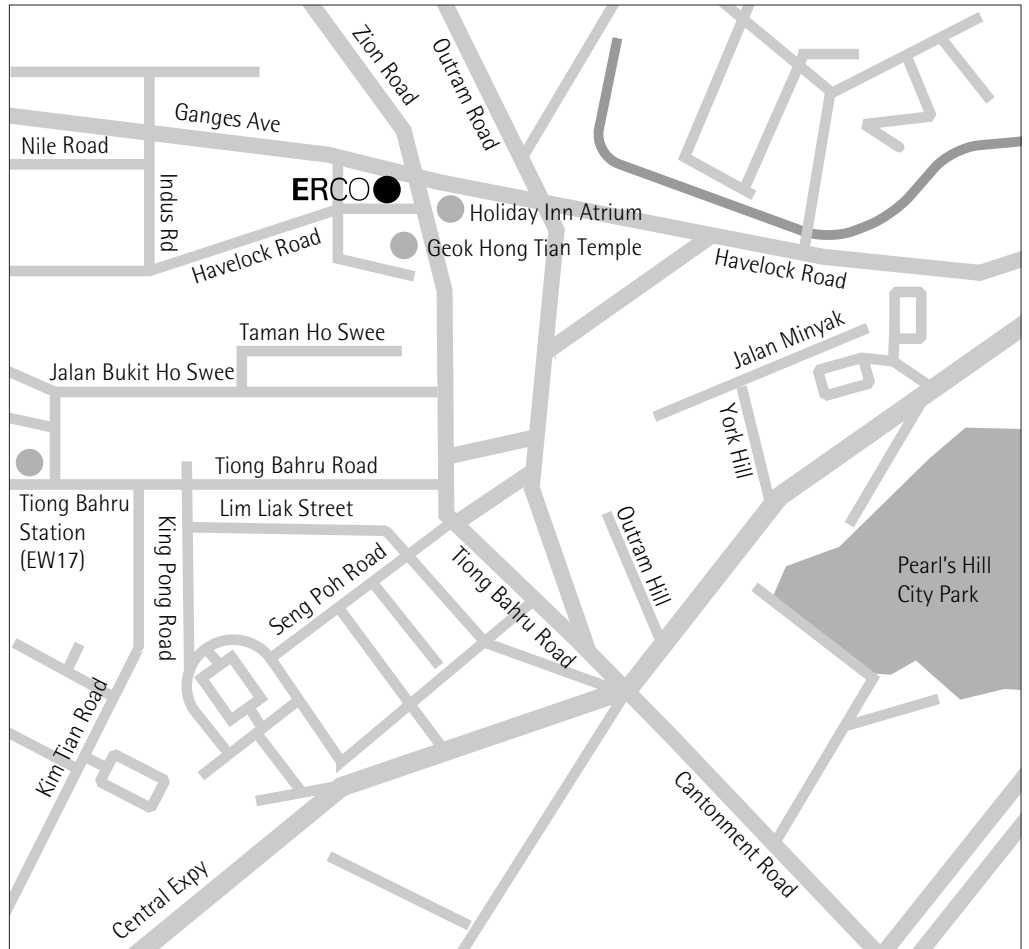 Zion Road
Outram Road
Ganges Ave
Nile Road
Indus Rd
ERCO
Holiday Inn Atrium
Geok Hong Tian Temple
Havelock Road
Havelock Road
Taman Ho Swee
Jalan Bukit Ho Swee
Jalan Minyak
York Hill
Tiong Bahru Road
Tiong Bahru
Station
(EW17)
Lim Liak Street
King Pong Road
Seng Poh Road
Tiong Bahru Road
Outram Hill
Pearl's Hill
City Park
Kim Tian Road
Cantonment Road
Central Expy